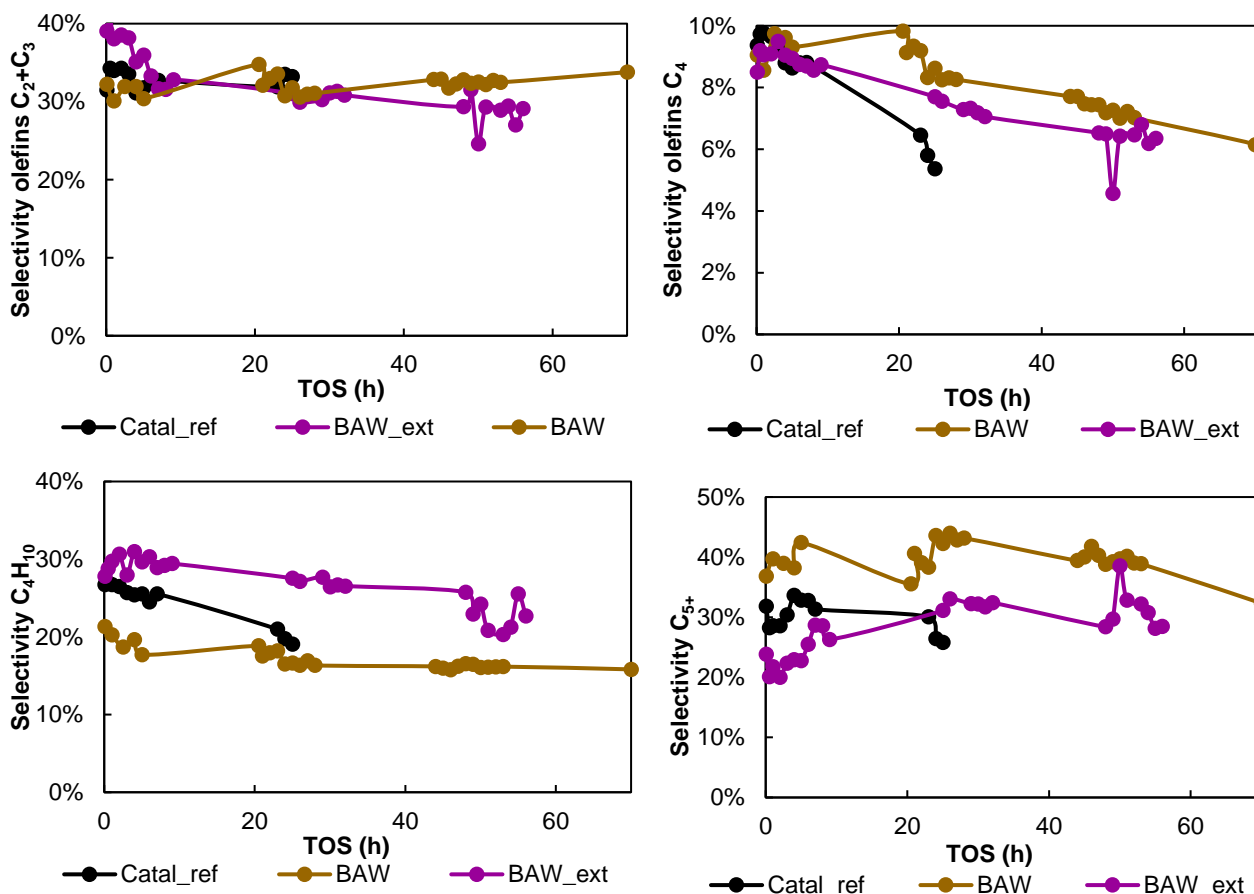 Selectivity olefins C₂+C₃
40%
30%
20%
10%
0%
0 20 40 60
TOS (h)
Catal_ref BAW_ext BAW
Selectivity olefins C₄
10%
8%
6%
4%
2%
0%
0 20 40 60
TOS (h)
Catal_ref BAW BAW_ext
Selectivity C₄H₁₀
40%
30%
20%
10%
0%
0 20 40 60
TOS (h)
Catal_ref BAW BAW_ext
Selectivity C₅₊
50%
40%
30%
20%
10%
0%
0 20 40 60
TOS (h)
Catal_ref BAW BAW_ext